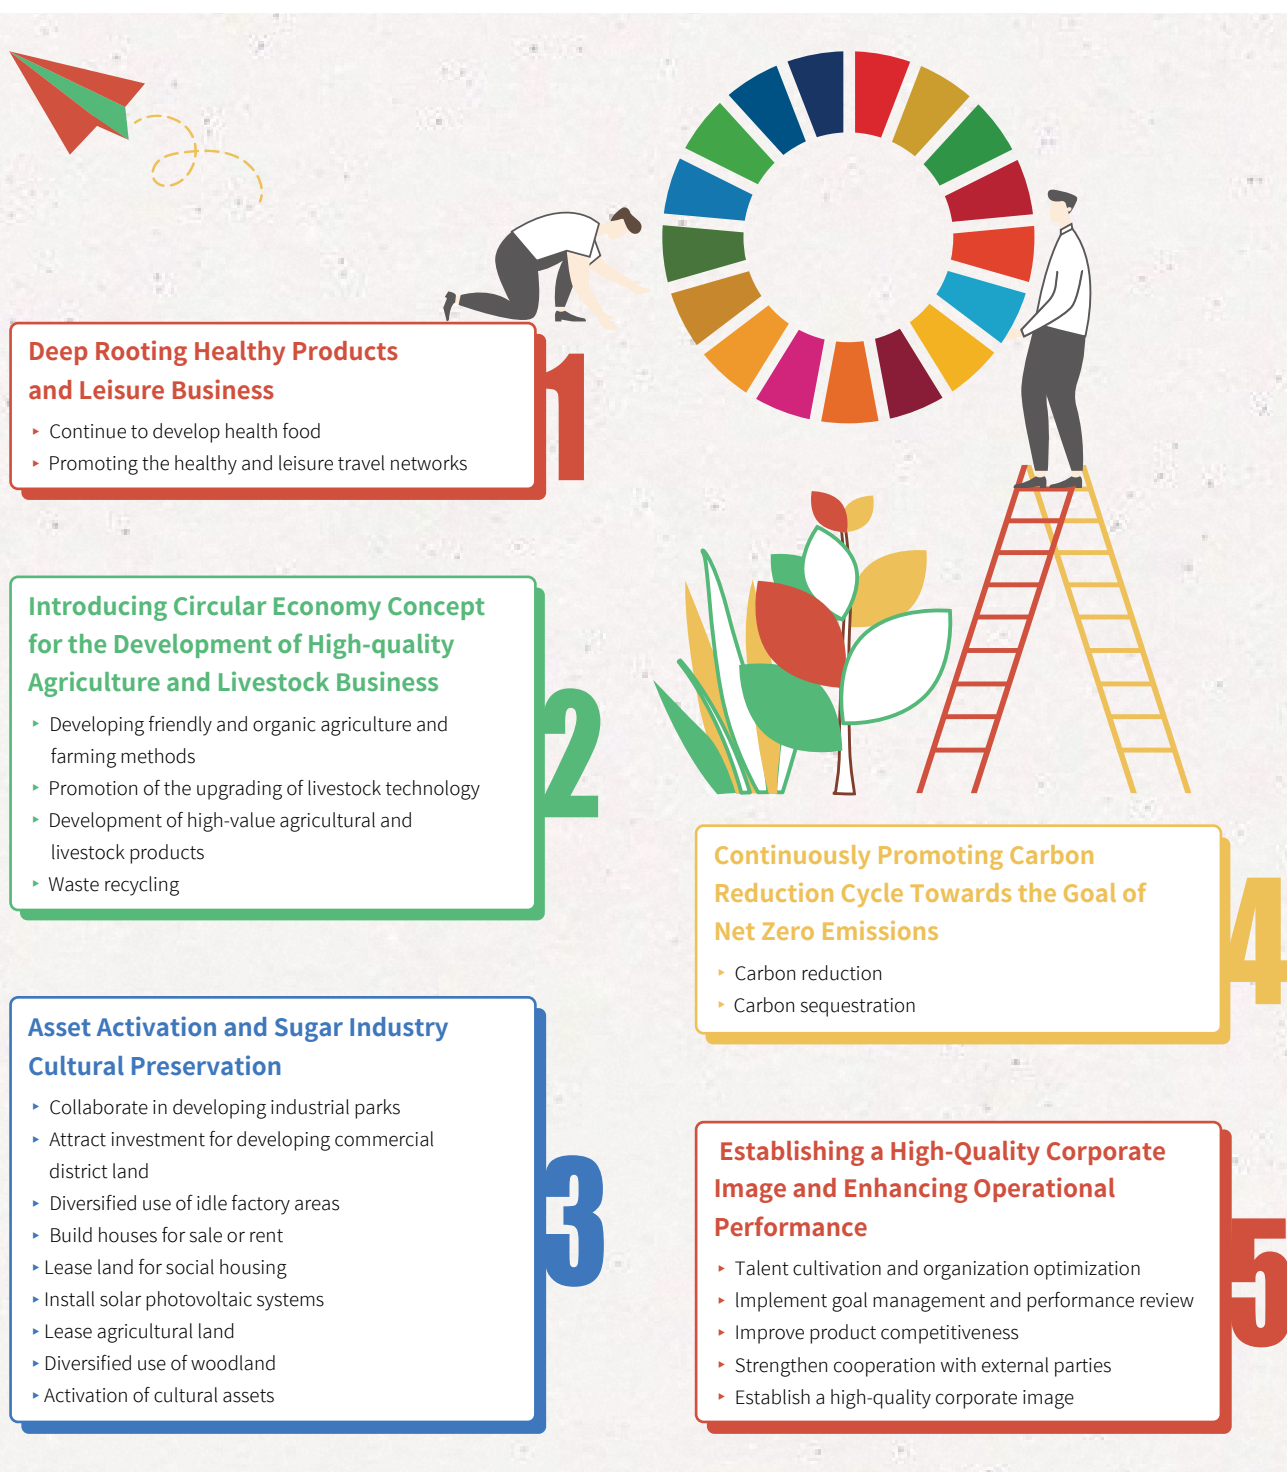 Deep Rooting Healthy Products
and Leisure Business
‣ Continue to develop health food
‣ Promoting the healthy and leisure travel networks
1
Introducing Circular Economy Concept
for the Development of High-quality
Agriculture and Livestock Business
‣ Developing friendly and organic agriculture and
farming methods
‣ Promotion of the upgrading of livestock technology
‣ Development of high-value agricultural and
livestock products
‣ Waste recycling
2
Asset Activation and Sugar Industry
Cultural Preservation
‣ Collaborate in developing industrial parks
‣ Attract investment for developing commercial
district land
‣ Diversified use of idle factory areas
‣ Build houses for sale or rent
‣ Lease land for social housing
‣ Install solar photovoltaic systems
‣ Lease agricultural land
‣ Diversified use of woodland
‣ Activation of cultural assets
3
Continuously Promoting Carbon
Reduction Cycle Towards the Goal of
Net Zero Emissions
‣ Carbon reduction
‣ Carbon sequestration
4
Establishing a High-Quality Corporate
Image and Enhancing Operational
Performance
‣ Talent cultivation and organization optimization
‣ lmplement goal management and performance review
‣ Improve product competitiveness
‣ Strengthen cooperation with external parties
‣ Establish a high-quality corporate image
5